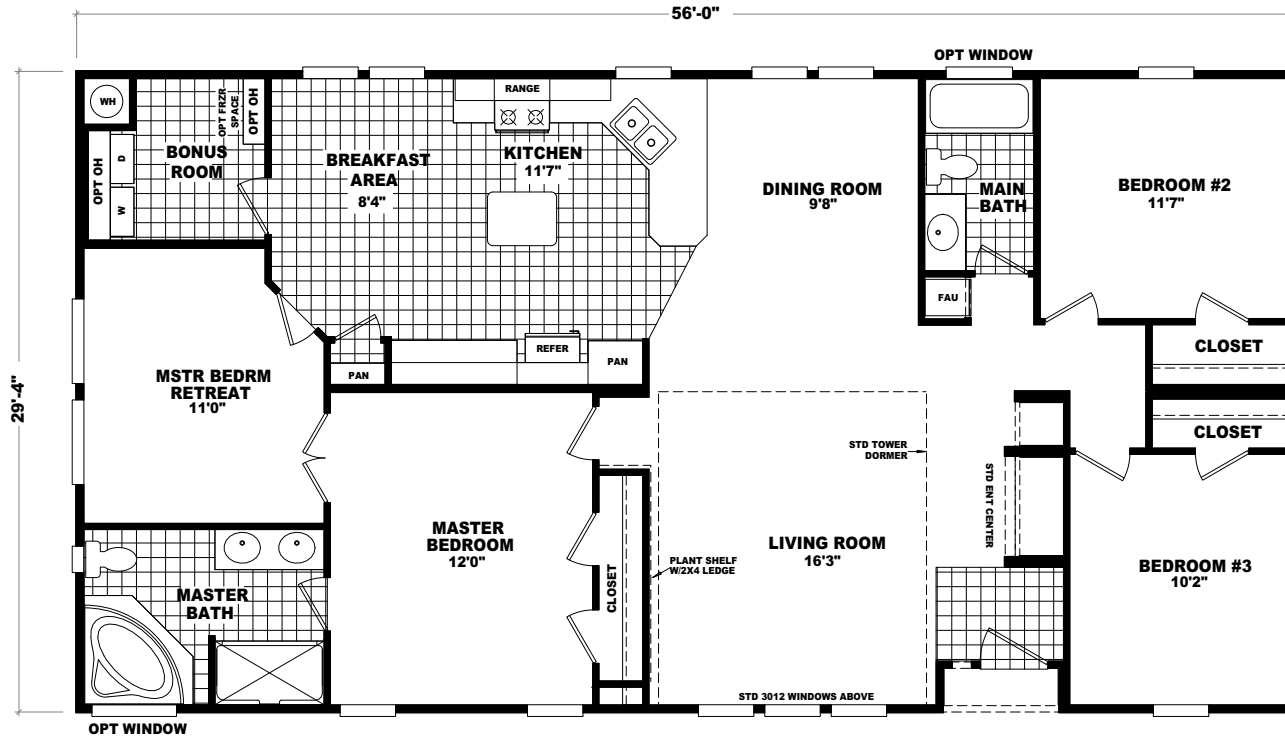 56'-0"
OPT WINDOW
WH
OPT FRZR
SPACE
OPT OH
RANGE
OPT OH
D
W
BONUS
ROOM
BREAKFAST
AREA
8'4"
KITCHEN
11'7"
DINING ROOM
9'8"
MAIN
BATH
BEDROOM #2
11'7"
FAU
29'-4"
MSTR BEDRM
RETREAT
11'0"
PAN
REFER
PAN
CLOSET
CLOSET
STD TOWER
DORMER
STD ENT CENTER
MASTER
BEDROOM
12'0"
CLOSET
PLANT SHELF
W/2X4 LEDGE
LIVING ROOM
16'3"
BEDROOM #3
10'2"
MASTER
BATH
STD 3012 WINDOWS ABOVE
OPT WINDOW